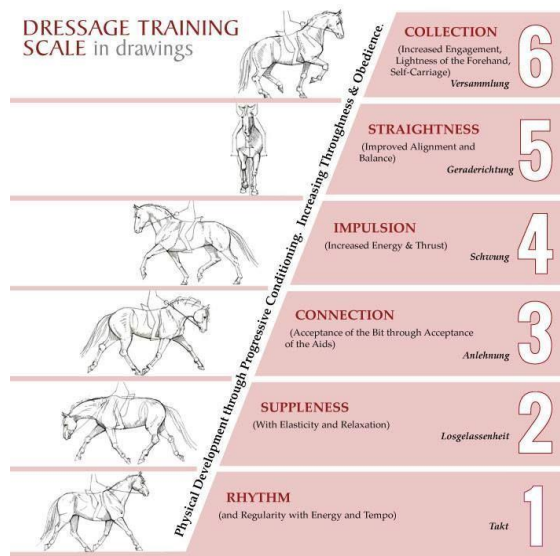 DRESSAGE TRAINING
SCALE in drawings
COLLECTION
(Increased Engagement,
Lightness of the Forehand,
Self-Carriage)
Versammlung
6
STRAIGHTNESS
(Improved Alignment and
Balance)
Geraderichtung
5
IMPULSION
(Increased Energy & Thrust)
Schwung
4
CONNECTION
(Acceptance of the Bit through Acceptance
of the Aids)
Anlehnung
3
SUPPLENESS
(With Elasticity and Relaxation)
Losgelassenheit
2
RHYTHM
(and Regularity with Energy and Tempo)
Takt
1
Physical Development through Progressive Conditioning. Increasing Throughness & Obedience.